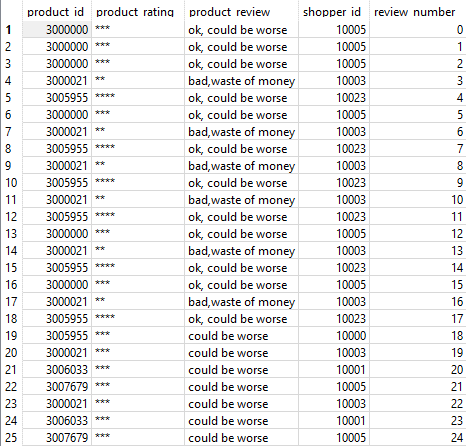 product_id product_rating product_review shopper_id review_number
1 3000000 *** ok, could be worse 10005 0
2 3000000 *** ok, could be worse 10005 1
3 3000000 *** ok, could be worse 10005 2
4 3000021 ** bad,waste of money 10003 3
5 3005955 **** ok, could be worse 10023 4
6 3000000 *** ok, could be worse 10005 5
7 3000021 ** bad,waste of money 10003 6
8 3005955 **** ok, could be worse 10023 7
9 3000021 ** bad,waste of money 10003 8
10 3005955 **** ok, could be worse 10023 9
11 3000021 ** bad,waste of money 10003 10
12 3005955 **** ok, could be worse 10023 11
13 3000000 *** ok, could be worse 10005 12
14 3000021 ** bad,waste of money 10003 13
15 3005955 **** ok, could be worse 10023 14
16 3000000 *** ok, could be worse 10005 15
17 3000021 ** bad,waste of money 10003 16
18 3005955 **** ok, could be worse 10023 17
19 3005955 *** could be worse 10000 18
20 3000021 *** could be worse 10003 19
21 3006033 *** could be worse 10001 20
22 3007679 *** could be worse 10005 21
23 3000021 *** could be worse 10003 22
24 3006033 *** could be worse 10001 23
25 3007679 *** could be worse 10005 24